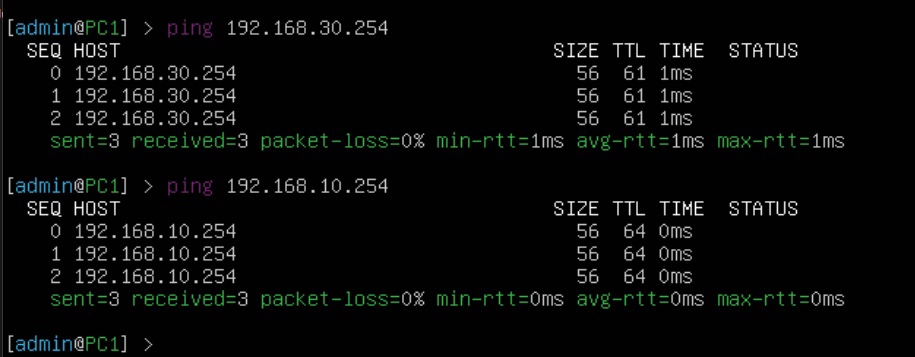 [admin@PC1] > ping 192.168.30.254
SEQ HOST SIZE TTL TIME STATUS
0 192.168.30.254 56 61 1ms
1 192.168.30.254 56 61 1ms
2 192.168.30.254 56 61 1ms
sent=3 received=3 packet-loss=0% min-rtt=1ms avg-rtt=1ms max-rtt=1ms
[admin@PC1] > ping 192.168.10.254
SEQ HOST SIZE TTL TIME STATUS
0 192.168.10.254 56 64 0ms
1 192.168.10.254 56 64 0ms
2 192.168.10.254 56 64 0ms
sent=3 received=3 packet-loss=0% min-rtt=0ms avg-rtt=0ms max-rtt=0ms
[admin@PC1] >